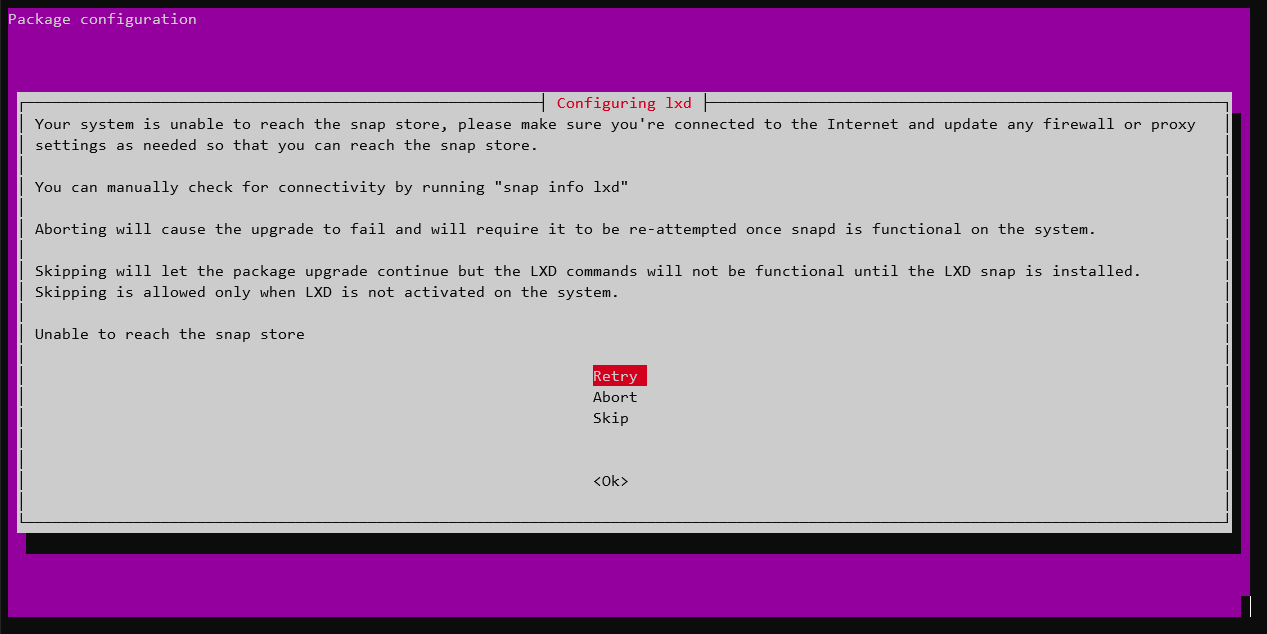 Package configuration
Configuring lxd
Your system is unable to reach the snap store, please make sure you're connected to the Internet and update any firewall or proxy
settings as needed so that you can reach the snap store.
You can manually check for connectivity by running "snap info lxd"
Aborting will cause the upgrade to fail and will require it to be re-attempted once snapd is functional on the system.
Skipping will let the package upgrade continue but the LXD commands will not be functional until the LXD snap is installed.
Skipping is allowed only when LXD is not activated on the system.
Unable to reach the snap store
Retry
Abort
Skip
<Ok>